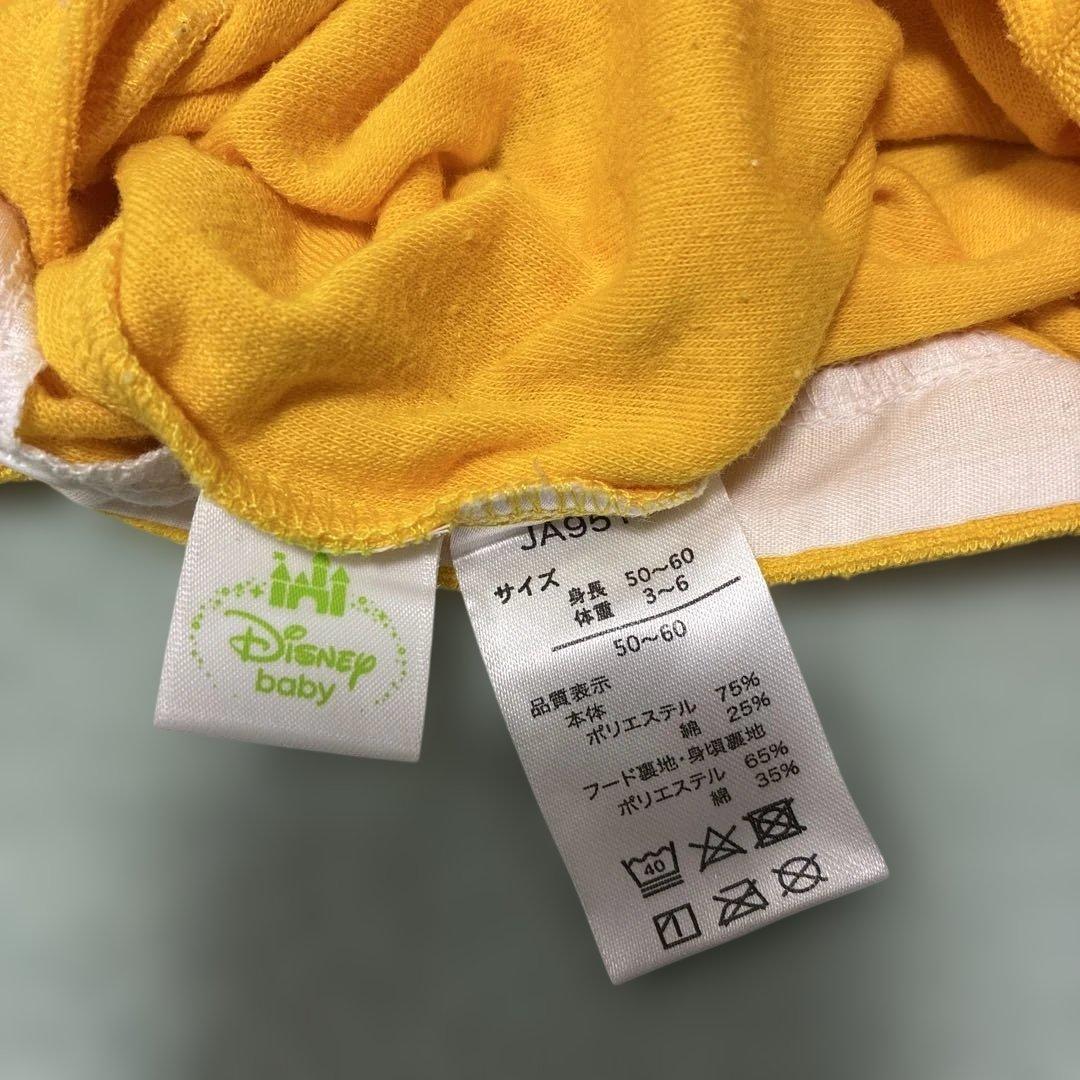 Disney
baby
JA951
サイズ 身長 50～60
体重 3～6
50～60
品質表示
本体
ポリエステル 75%
綿 25%
フード裏地・身頃裏地
ポリエステル 65%
綿 35%
40